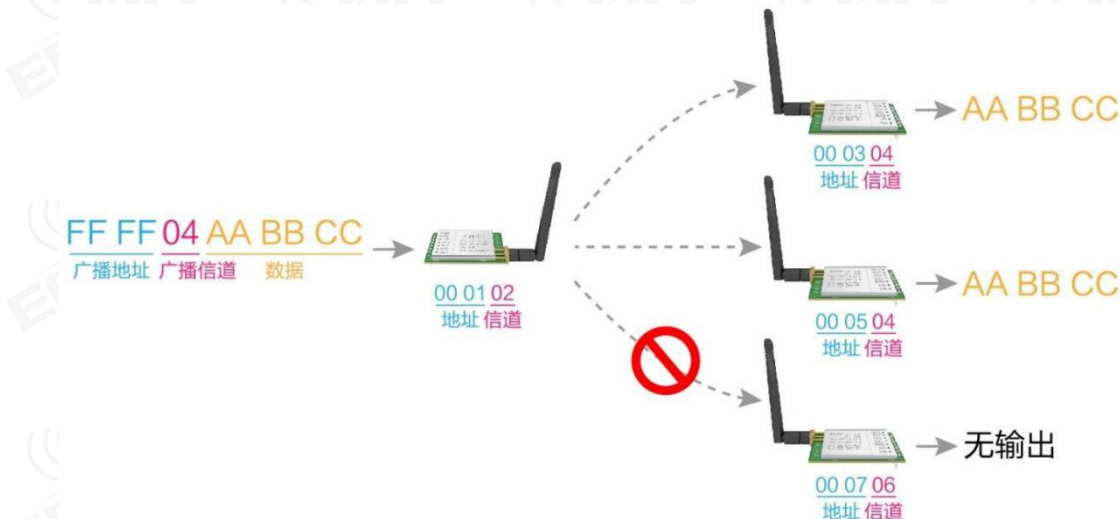 FF FF 04 AA BB CC
广播地址 广播信道 数据
00 01 02
地址 信道
AA BB CC
00 03 04
地址 信道
AA BB CC
00 05 04
地址 信道
无输出
00 07 06
地址 信道